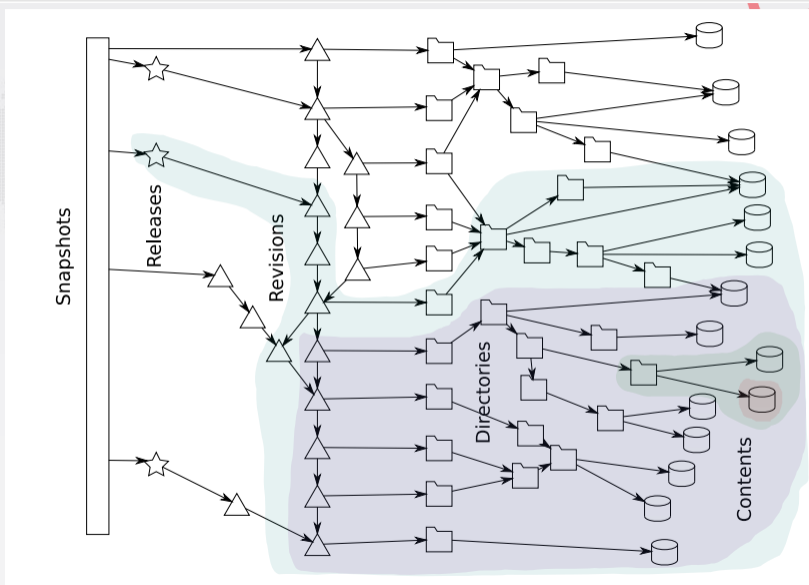 Snapshots
Releases
Revisions
Directories
Contents